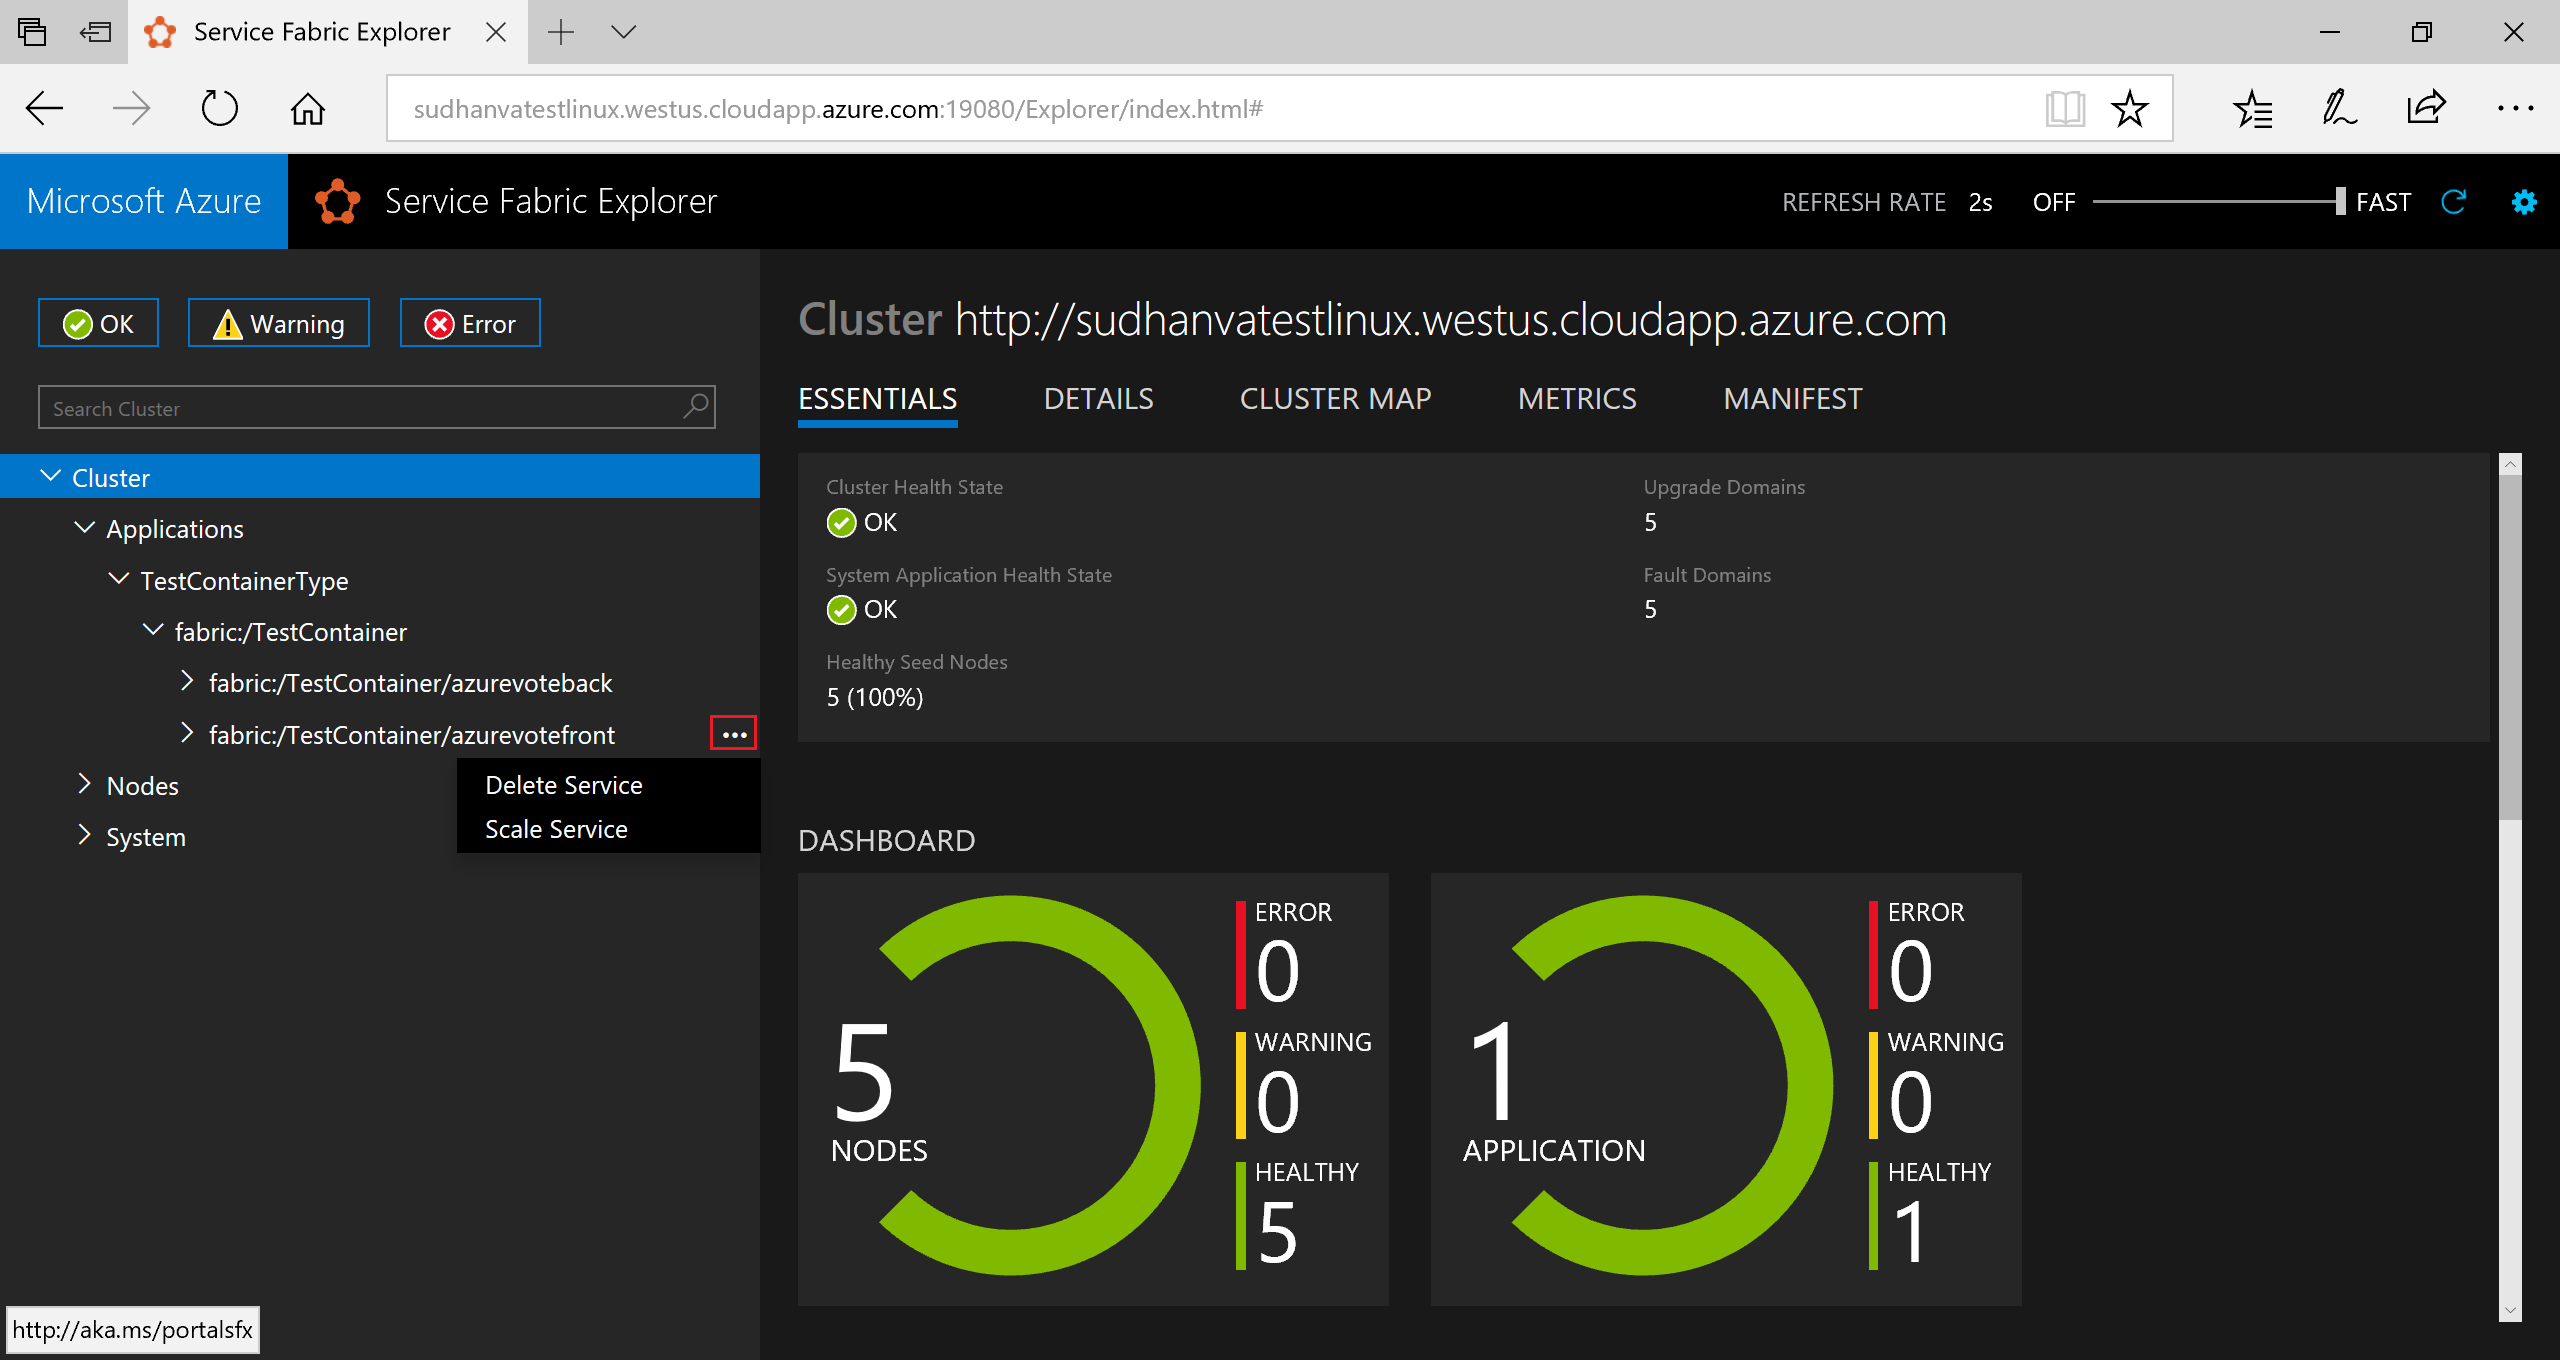 Service Fabric Explorer
sudhanvatestlinux.westus.cloudapp.azure.com:19080/Explorer/index.html#
Microsoft Azure
Service Fabric Explorer
REFRESH RATE 2s OFF FAST
OK
Warning
Error
Search Cluster
Cluster
Applications
TestContainerType
fabric:/TestContainer
fabric:/TestContainer/azurevoteback
fabric:/TestContainer/azurevotefront
Delete Service
Scale Service
Nodes
System
http://aka.ms/portalsfx
Cluster http://sudhanvatestlinux.westus.cloudapp.azure.com
ESSENTIALS DETAILS CLUSTER MAP METRICS MANIFEST
Cluster Health State
OK
Upgrade Domains
5
System Application Health State
OK
Fault Domains
5
Healthy Seed Nodes
5 (100%)
DASHBOARD
5
NODES
ERROR
0
WARNING
0
HEALTHY
5
1
APPLICATION
ERROR
0
WARNING
0
HEALTHY
1